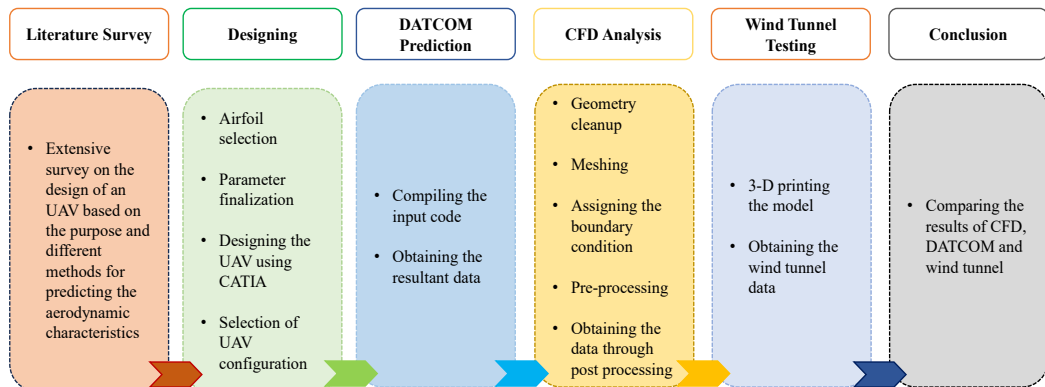 Literature Survey
Designing
DATCOM
Prediction
CFD Analysis
Wind Tunnel
Testing
Conclusion
• Extensive
survey on the
design of an
UAV based on
the purpose and
different
methods for
predicting the
aerodynamic
characteristics
• Airfoil
selection
• Parameter
finalization
• Designing the
UAV using
CATIA
• Selection of
UAV
configuration
• Compiling the
input code
• Obtaining the
resultant data
• Geometry
cleanup
• Meshing
• Assigning the
boundary
condition
• Pre-processing
• Obtaining the
data through
post processing
• 3-D printing
the model
• Obtaining the
wind tunnel
data
• Comparing the
results of CFD,
DATCOM and
wind tunnel